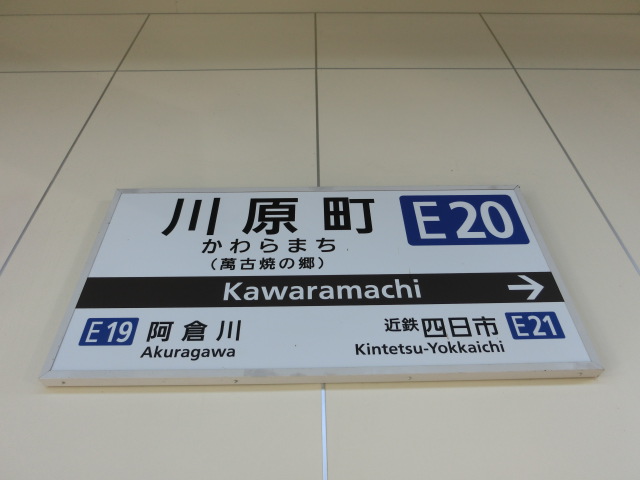 川原町 E20
かわらまち
（萬古焼の郷）
Kawaramachi →
E19 阿倉川 近鉄 四日市 E21
Akuragawa Kintetsu-Yokkaichi